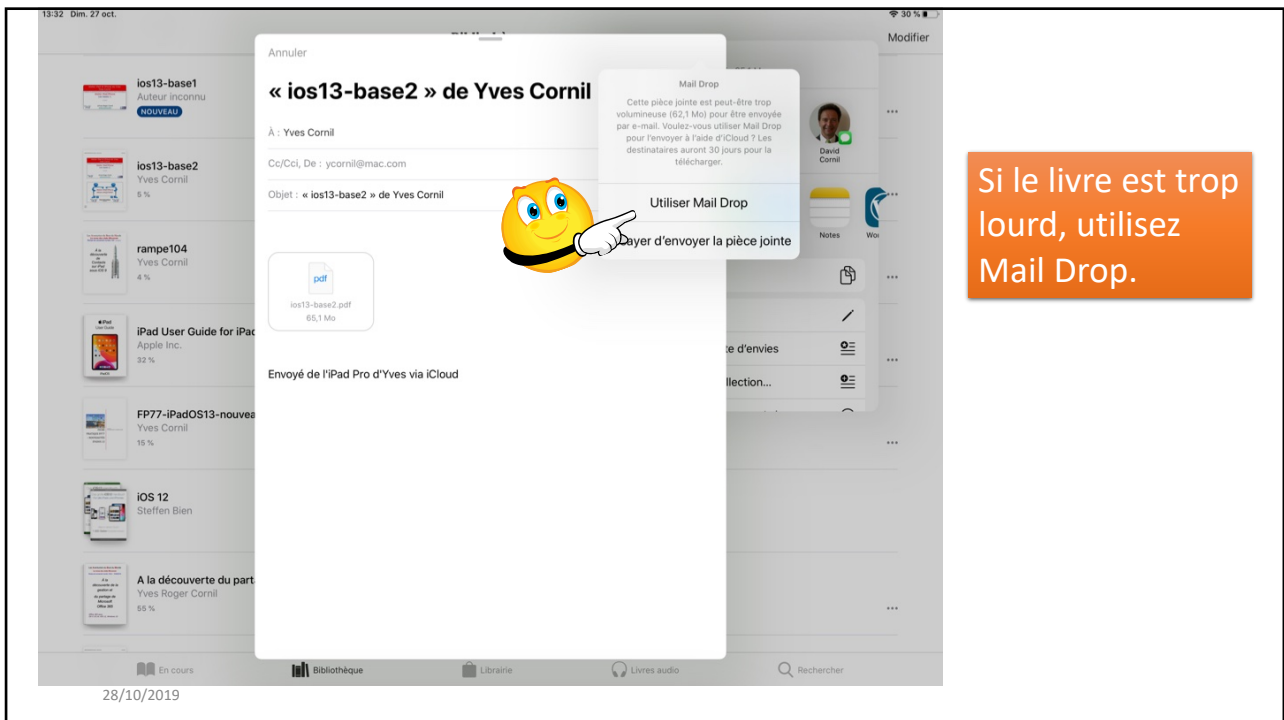 13:32 Dim. 27 oct.
30 %
Modifier
ios13-base1
Auteur inconnu
NOUVEAU
ios13-base2
Yves Cornil
5 %
rampe104
Yves Cornil
4 %
iPad User Guide for iPad
Apple Inc.
32 %
FP77-iPadOS13-nouvea
Yves Cornil
15 %
iOS 12
Steffen Bien
A la découverte du part
Yves Roger Cornil
55 %
Annuler
« ios13-base2 » de Yves Cornil
À : Yves Cornil
Cc/Cci, De : ycornil@mac.com
Objet : « ios13-base2 » de Yves Cornil
pdf
ios13-base2.pdf
65,1 Mo
Envoyé de l'iPad Pro d'Yves via iCloud
Mail Drop
Cette pièce jointe est peut-être trop
volumineuse (62,1 Mo) pour être envoyée
par e-mail. Voulez-vous utiliser Mail Drop
pour l'envoyer à l'aide d'iCloud ? Les
destinataires auront 30 jours pour la
télécharger.
Utiliser Mail Drop
ayer d'envoyer la pièce jointe
David
Cornil
Notes
te d'envies
llection...
En cours
Bibliothèque
Librairie
Livres audio
Rechercher
Si le livre est trop
lourd, utilisez
Mail Drop.
28/10/2019